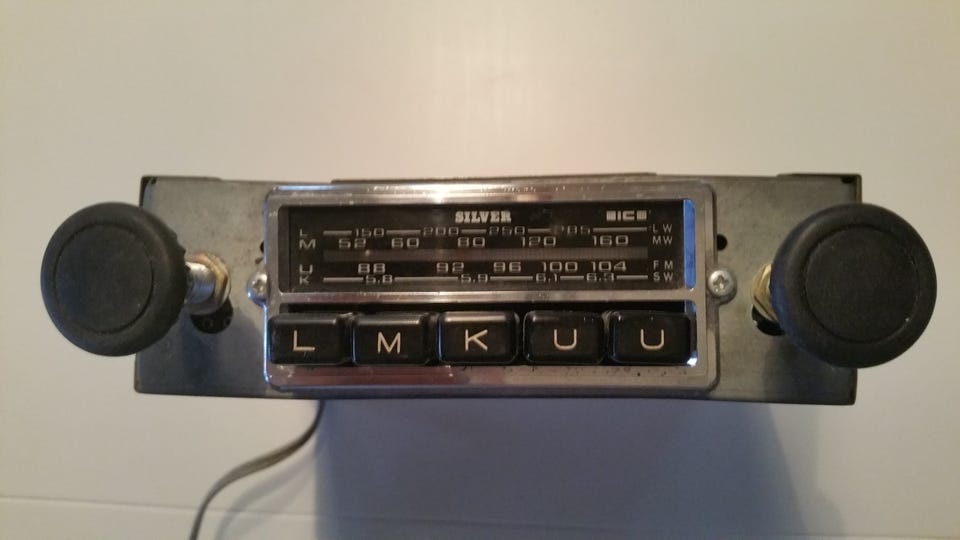 SILVER IC
L 150 200 250 285 LW
M 52 60 80 120 160 MW
U 88 92 96 100 104 FM
K 5.8 5.9 6.1 6.3 SW
L M K U U